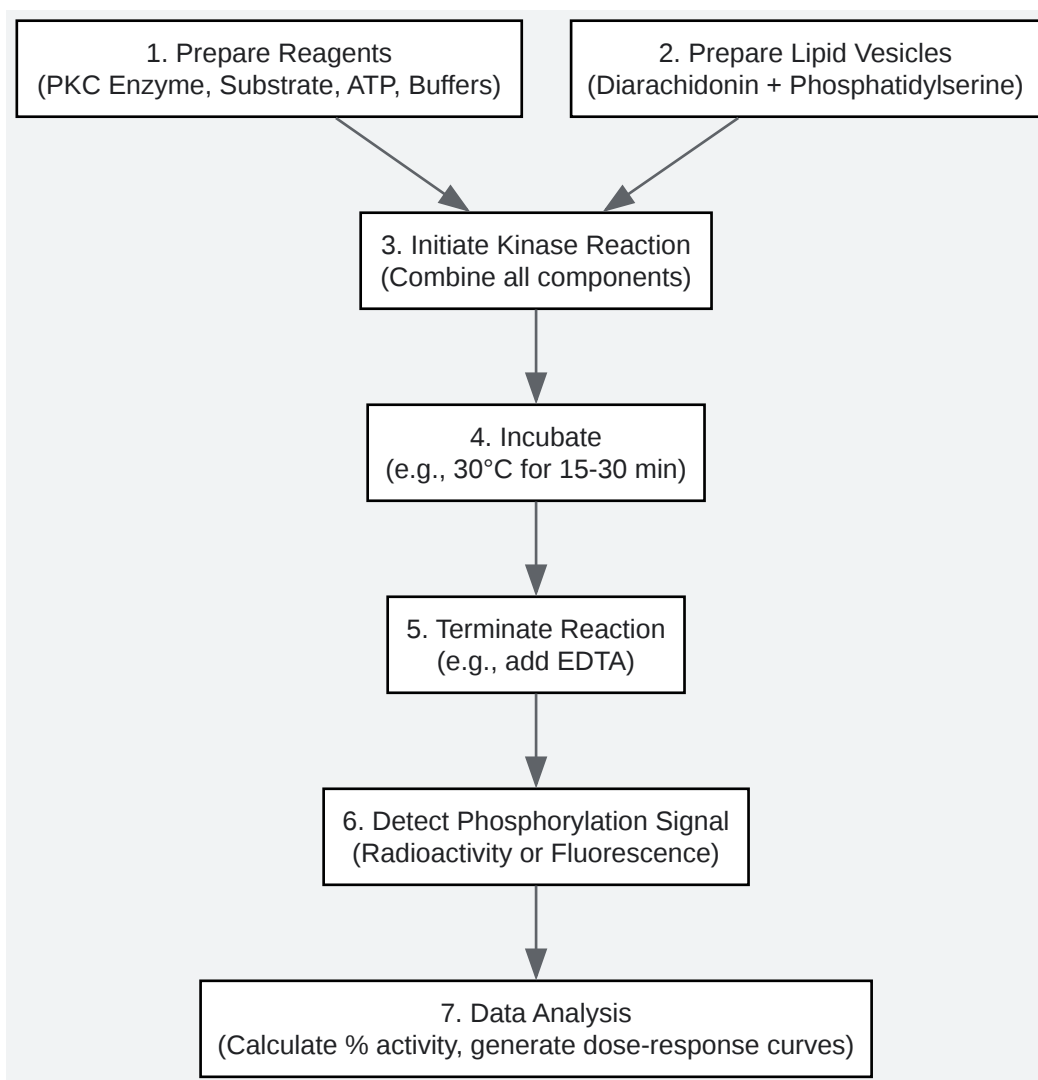 1. Prepare Reagents
(PKC Enzyme, Substrate, ATP, Buffers)
2. Prepare Lipid Vesicles
(Diarachidonin + Phosphatidylserine)
3. Initiate Kinase Reaction
(Combine all components)
4. Incubate
(e.g., 30°C for 15-30 min)
5. Terminate Reaction
(e.g., add EDTA)
6. Detect Phosphorylation Signal
(Radioactivity or Fluorescence)
7. Data Analysis
(Calculate % activity, generate dose-response curves)